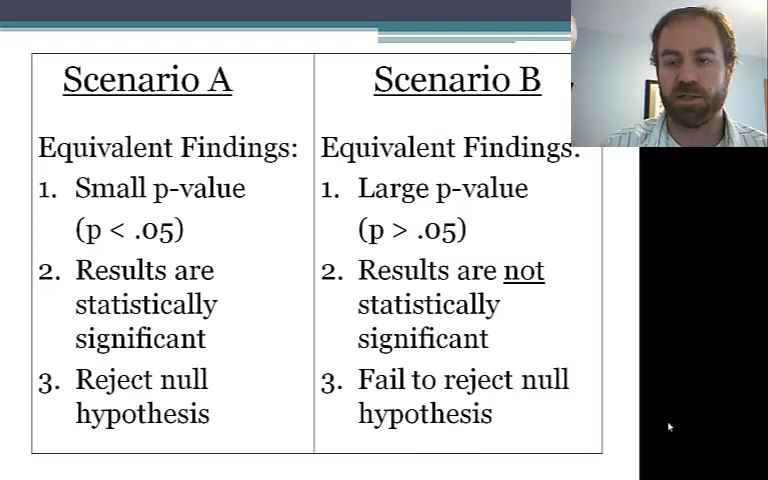 Scenario A
Equivalent Findings:
1. Small p-value
(p < .05)
2. Results are
statistically
significant
3. Reject null
hypothesis
Scenario B
Equivalent Findings:
1. Large p-value
(p > .05)
2. Results are not
statistically
significant
3. Fail to reject null
hypothesis